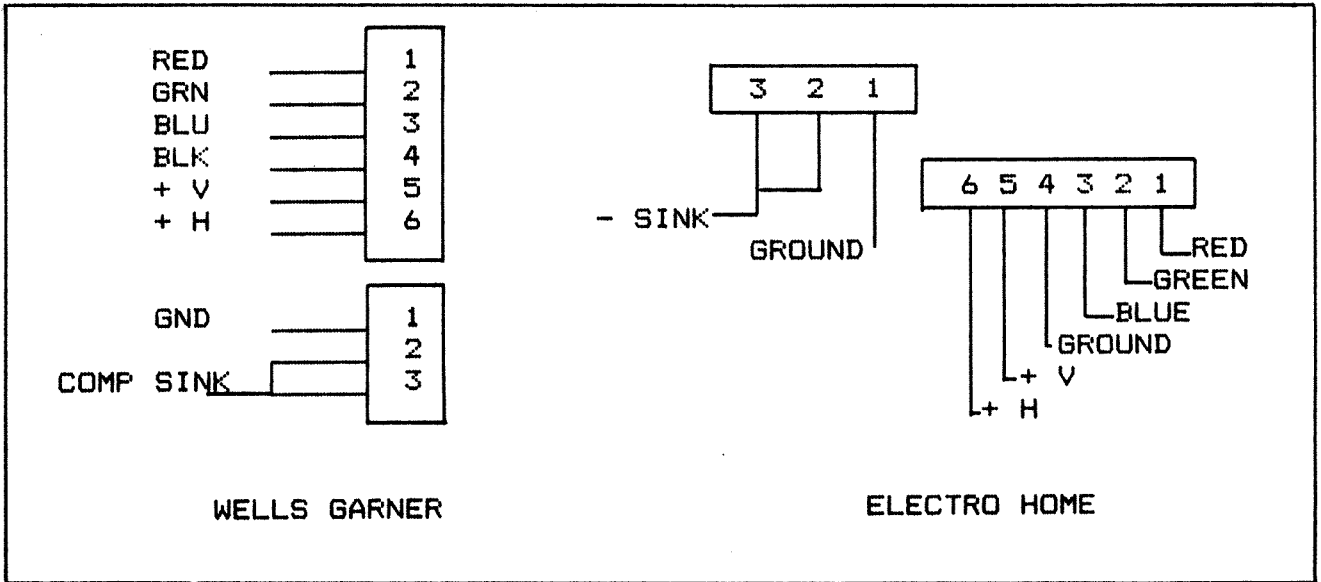 RED 1
GRN 2
BLU 3
BLK 4
+ V 5
+ H 6
GND 1
2
COMP SINK 3
WELLS GARNER
3 2 1
- SINK
GROUND
6 5 4 3 2 1
RED
GREEN
BLUE
GROUND
+ V
+ H
ELECTRO HOME